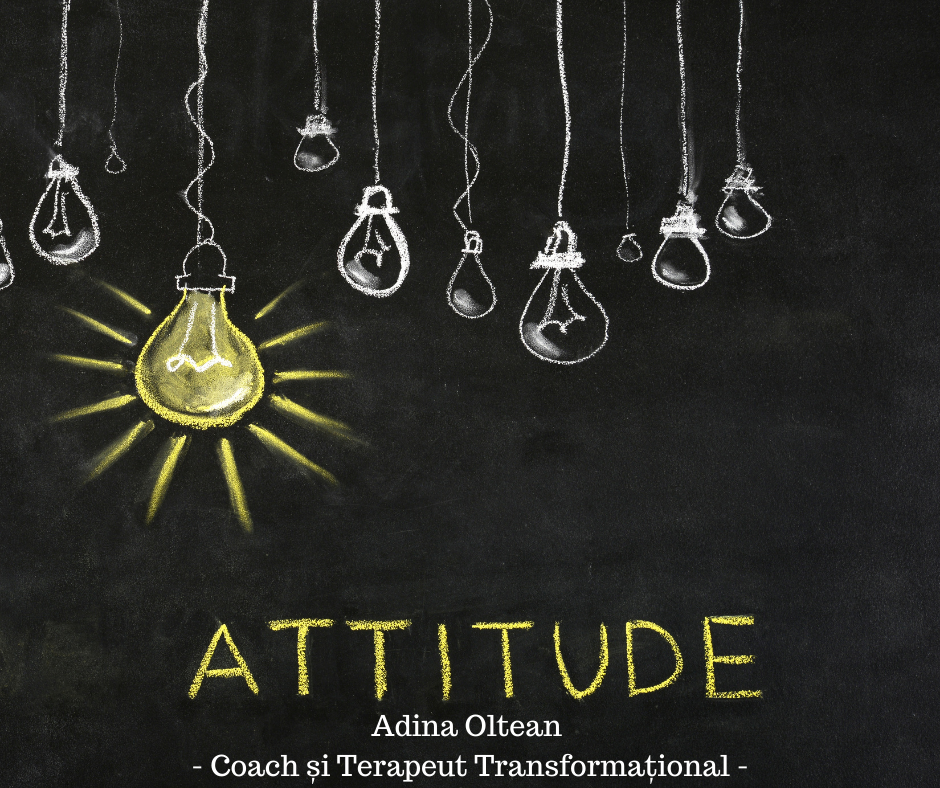 ATTITUDE
Adina Oltean
- Coach și Terapeut Transformațional -